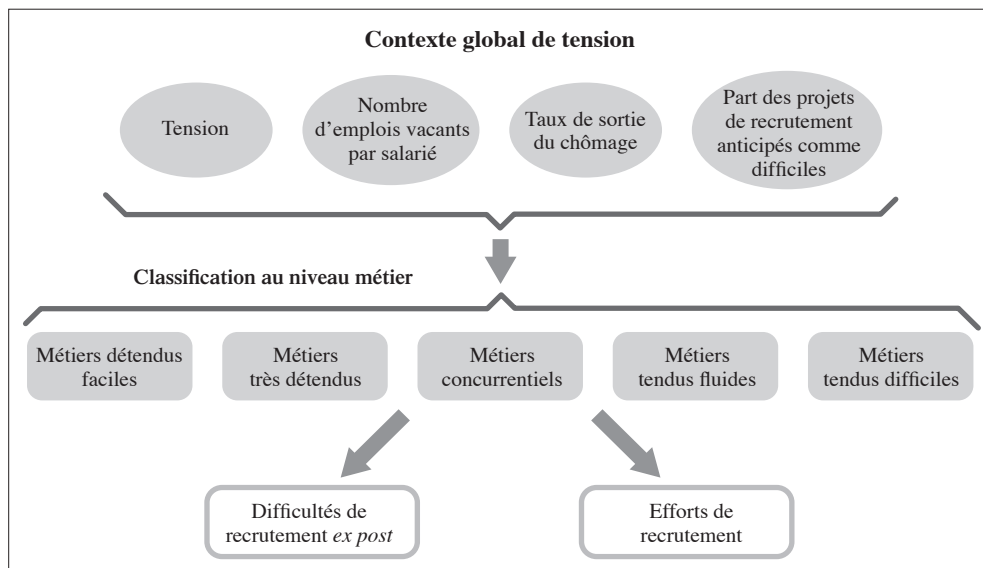 Contexte global de tension
Tension
Nombre
d’emplois vacants
par salarié
Taux de sortie
du chômage
Part des projets
de recrutement
anticipés comme
difficiles
Classification au niveau métier
Métiers détendus
faciles
Métiers
très détendus
Métiers
concurrentiels
Métiers
tendus fluides
Métiers
tendus difficiles
Difficultés de
recrutement ex post
Efforts de
recrutement